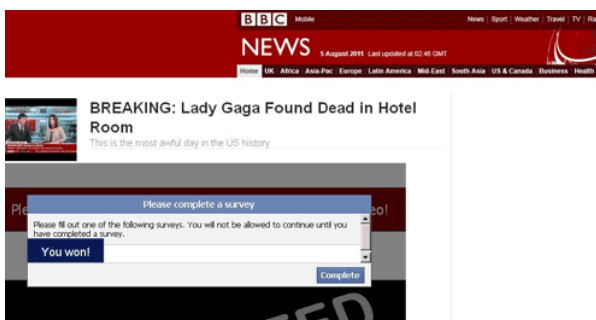 BBC Mobile News Sport Weather Travel TV
NEWS 5 August 2011 Last updated at 02:46 GMT
Home UK Africa Asia-Pac Europe Latin America Mid-East South Asia US & Canada Business Health
BREAKING: Lady Gaga Found Dead in Hotel
Room
This is the most awful day in the US history
Please complete a survey
Please fill out one of the following surveys. You will not be allowed to continue until you
have completed a survey.
You won!
Complete